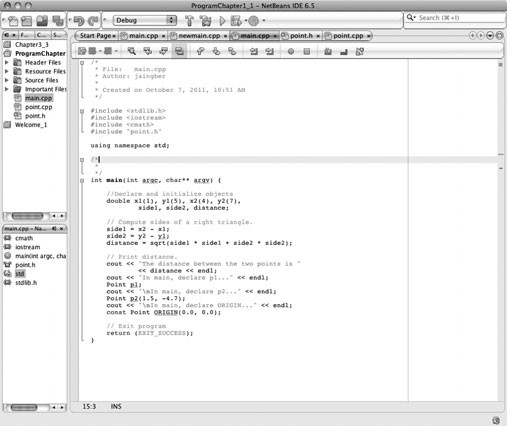 ProgramChapter1_1 - NetBeans IDE 6.5
Debug
Search (⌘+I)
F...
C...
S...
Start Page
main.cpp
newmain.cpp
main.cpp
point.h
point.cpp
Chapter3_3
ProgramChapter
Header Files
Resource Files
Source Files
Important Files
main.cpp
point.cpp
point.h
Welcome_1
/*
* File: main.cpp
* Author: jaingber
*
* Created on October 7, 2011, 10:51 AM
*/
#include <stdlib.h>
#include <iostream>
#include <cmath>
#include "point.h"
using namespace std;
/*
*
*/
int main(int argc, char** argv) {
//Declare and initialize objects
double x1(1), y1(5), x2(4), y2(7),
side1, side2, distance;
// Compute sides of a right triangle.
side1 = x2 - x1;
side2 = y2 - y1;
distance = sqrt(side1 * side1 + side2 * side2);
// Print distance.
cout << "The distance between the two points is "
<< distance << endl;
cout << "In main, declare p1..." << endl;
Point p1;
cout << "\nIn main, declare p2..." << endl;
Point p2(1.5, -4.7);
cout << "\nIn main, declare ORIGIN..." << endl;
const Point ORIGIN(0.0, 0.0);
// Exit program
return (EXIT_SUCCESS);
}
main.cpp - Na...
cmath
iostream
main(int argc, char
point.h
std
stdlib.h
15:3 INS